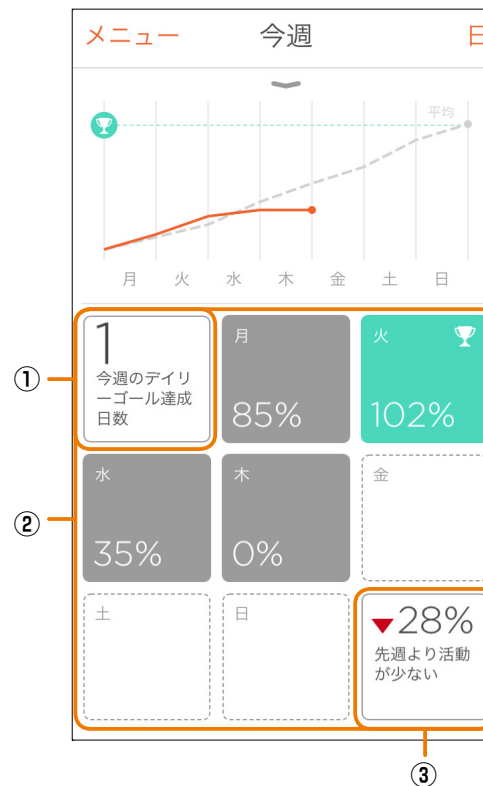 メニュー 今週 日
平均
月 火 水 木 金 土 日
1
今週のデイリ
ーゴール達成
日数
月
85%
火
102%
①
水
35%
木
0%
金
②
土
日
▼28%
先週より活動
が少ない
③